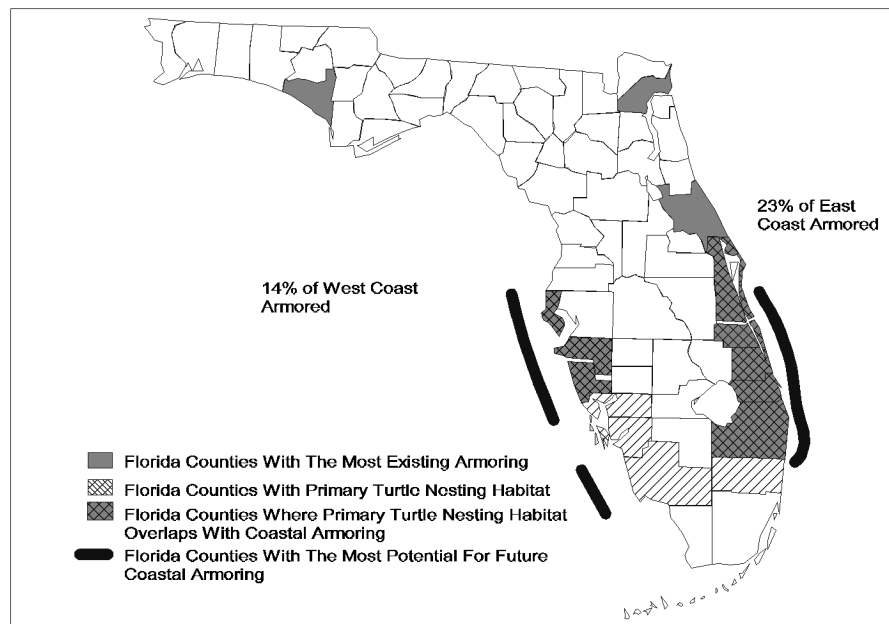 23% of East
Coast Armored
14% of West Coast
Armored
Florida Counties With The Most Existing Armoring
Florida Counties With Primary Turtle Nesting Habitat
Florida Counties Where Primary Turtle Nesting Habitat
Overlaps With Coastal Armoring
Florida Counties With The Most Potential For Future
Coastal Armoring